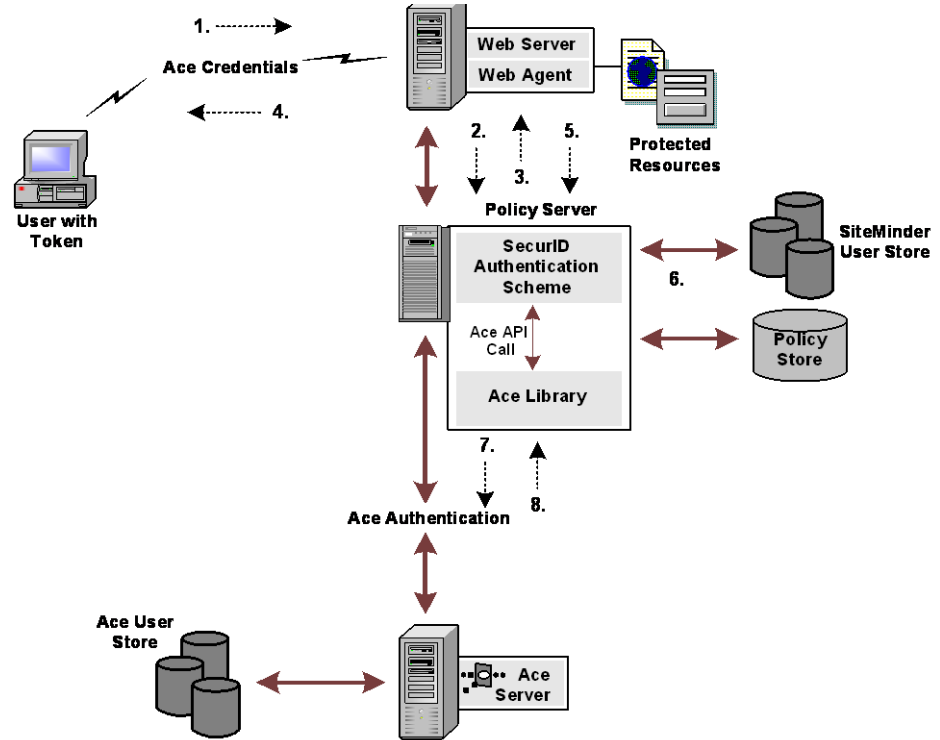 1.
Web Server
Web Agent
Ace Credentials
4.
2.
5.
3.
Protected
Resources
User with
Token
Policy Server
SecurID
Authentication
Scheme
SiteMinder
User Store
6.
Ace API
Call
Policy
Store
Ace Library
7.
8.
Ace Authentication
Ace User
Store
Ace
Server